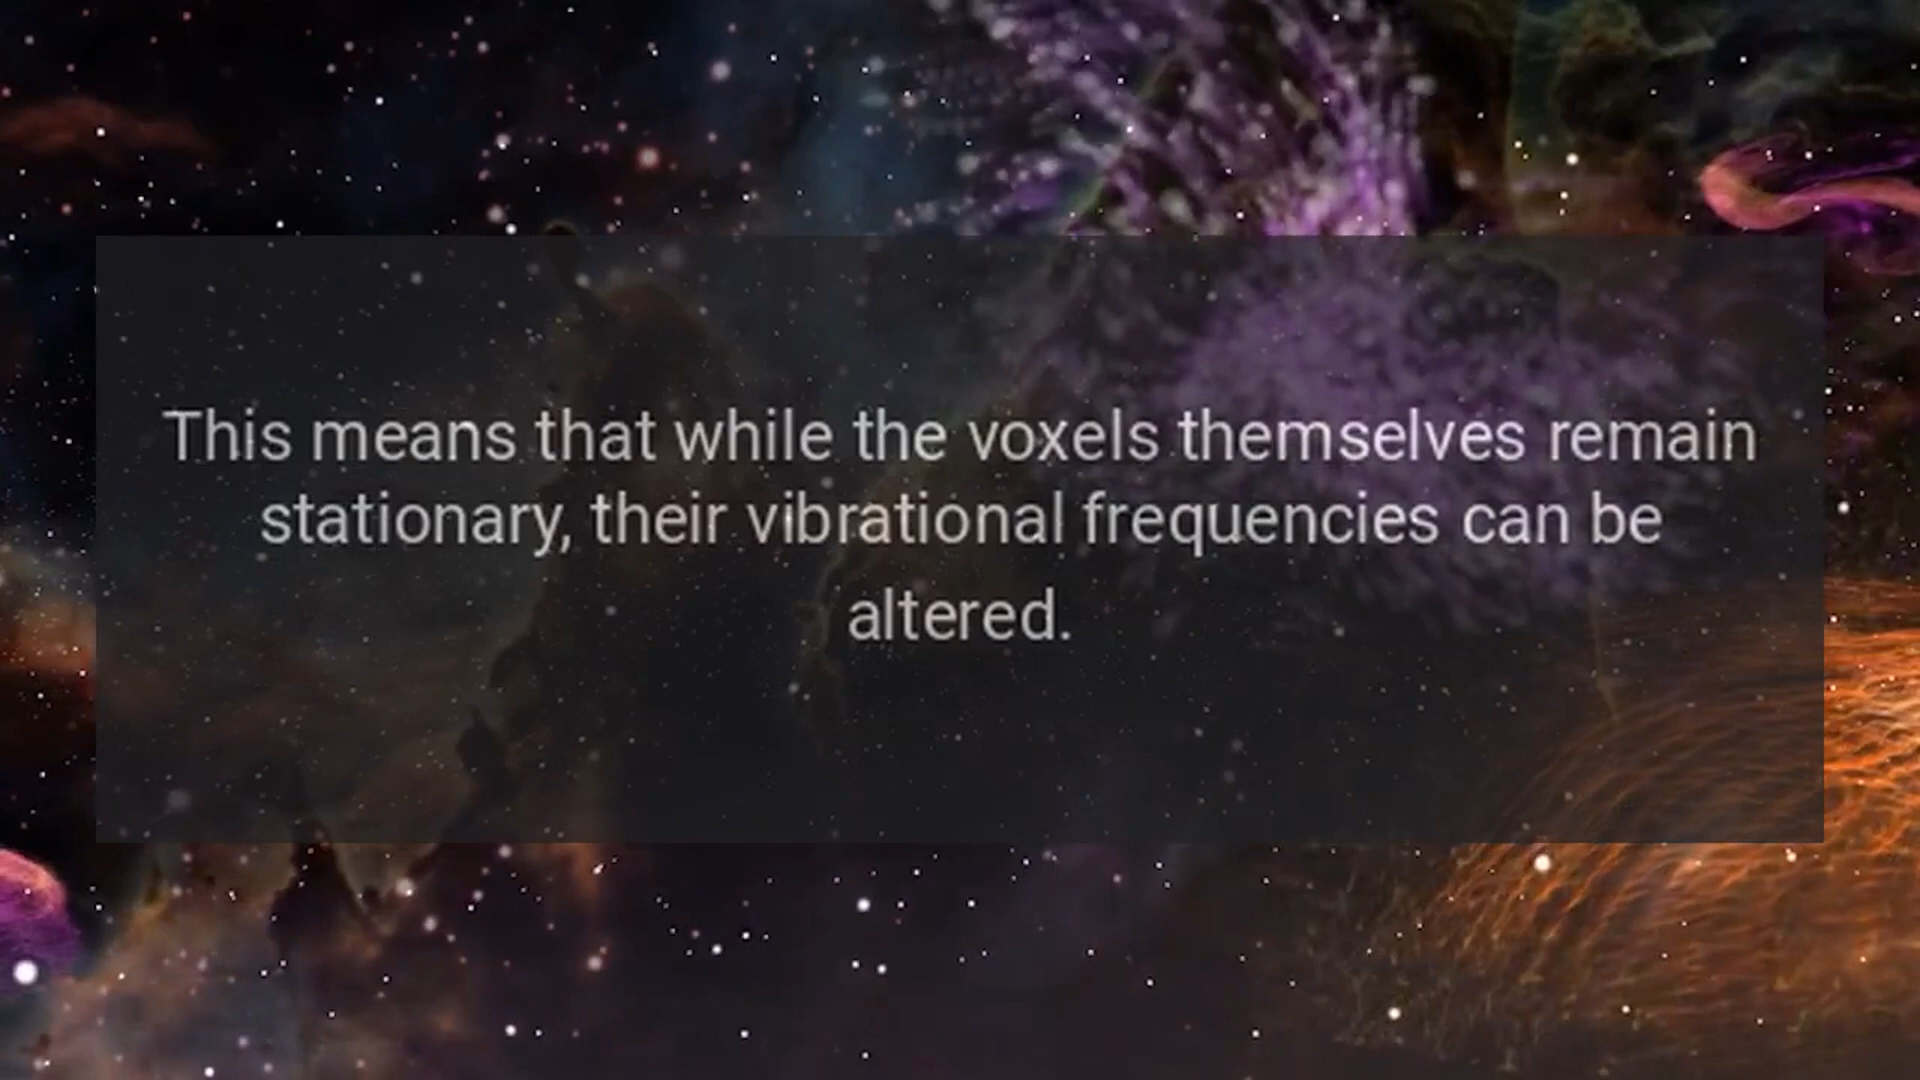 This means that while the voxels themselves remain
stationary, their vibrational frequencies can be
altered.